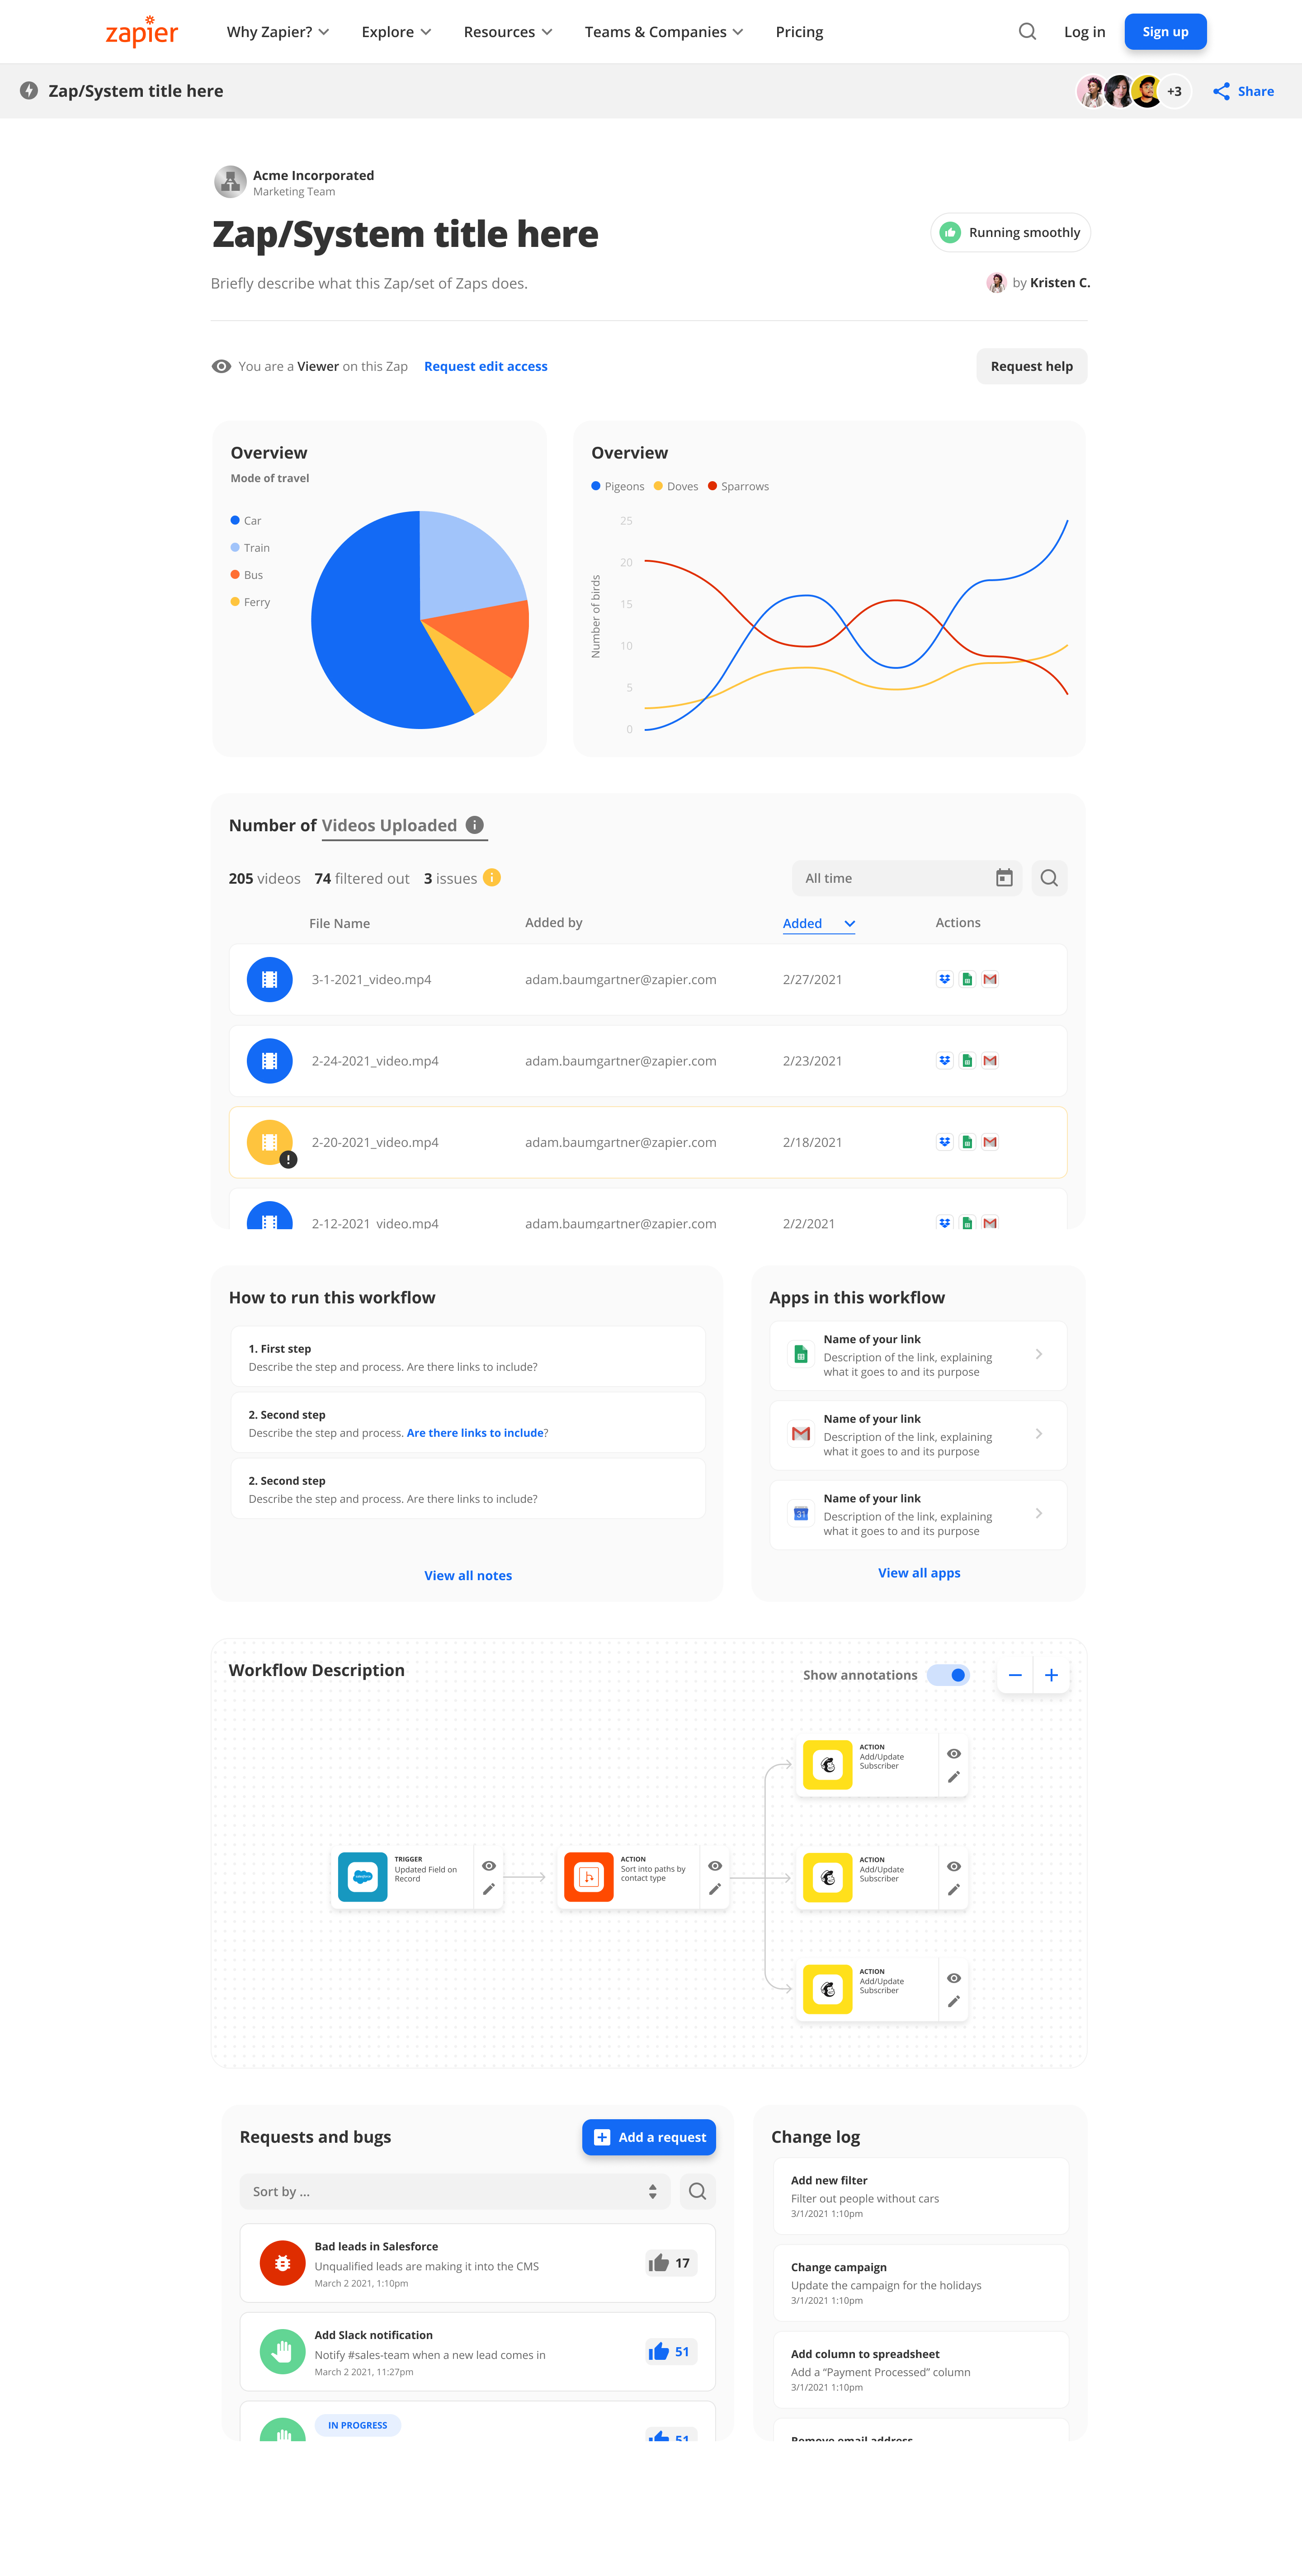 zapier
Why Zapier?
Explore
Resources
Teams & Companies
Pricing
Log in
Sign up
Zap/System title here
+3
Share
Acme Incorporated
Marketing Team
Zap/System title here
Running smoothly
Briefly describe what this Zap/set of Zaps does.
by Kristen C.
You are a Viewer on this Zap
Request edit access
Request help
Overview
Mode of travel
Car
Train
Bus
Ferry
Overview
Pigeons
Doves
Sparrows
Number of birds
25
20
15
10
5
0
Number of Videos Uploaded
205 videos
74 filtered out
3 issues
All time
File Name
Added by
Added
Actions
3-1-2021_video.mp4
adam.baumgartner@zapier.com
2/27/2021
2-24-2021_video.mp4
adam.baumgartner@zapier.com
2/23/2021
2-20-2021_video.mp4
adam.baumgartner@zapier.com
2/18/2021
2-12-2021_video.mp4
adam.baumgartner@zapier.com
2/2/2021
How to run this workflow
1. First step
Describe the step and process. Are there links to include?
2. Second step
Describe the step and process. Are there links to include?
2. Second step
Describe the step and process. Are there links to include?
View all notes
Apps in this workflow
Name of your link
Description of the link, explaining
what it goes to and its purpose
Name of your link
Description of the link, explaining
what it goes to and its purpose
31
Name of your link
Description of the link, explaining
what it goes to and its purpose
View all apps
Workflow Description
Show annotations
TRIGGER
Updated Field on
Record
ACTION
Sort into paths by
contact type
ACTION
Add/Update
Subscriber
ACTION
Add/Update
Subscriber
ACTION
Add/Update
Subscriber
Requests and bugs
Add a request
Sort by ...
Bad leads in Salesforce
Unqualified leads are making it into the CMS
March 2 2021, 1:10pm
17
Add Slack notification
Notify #sales-team when a new lead comes in
March 2 2021, 11:27pm
51
IN PROGRESS
51
Change log
Add new filter
Filter out people without cars
3/1/2021 1:10pm
Change campaign
Update the campaign for the holidays
3/1/2021 1:10pm
Add column to spreadsheet
Add a “Payment Processed” column
3/1/2021 1:10pm
Remove email address